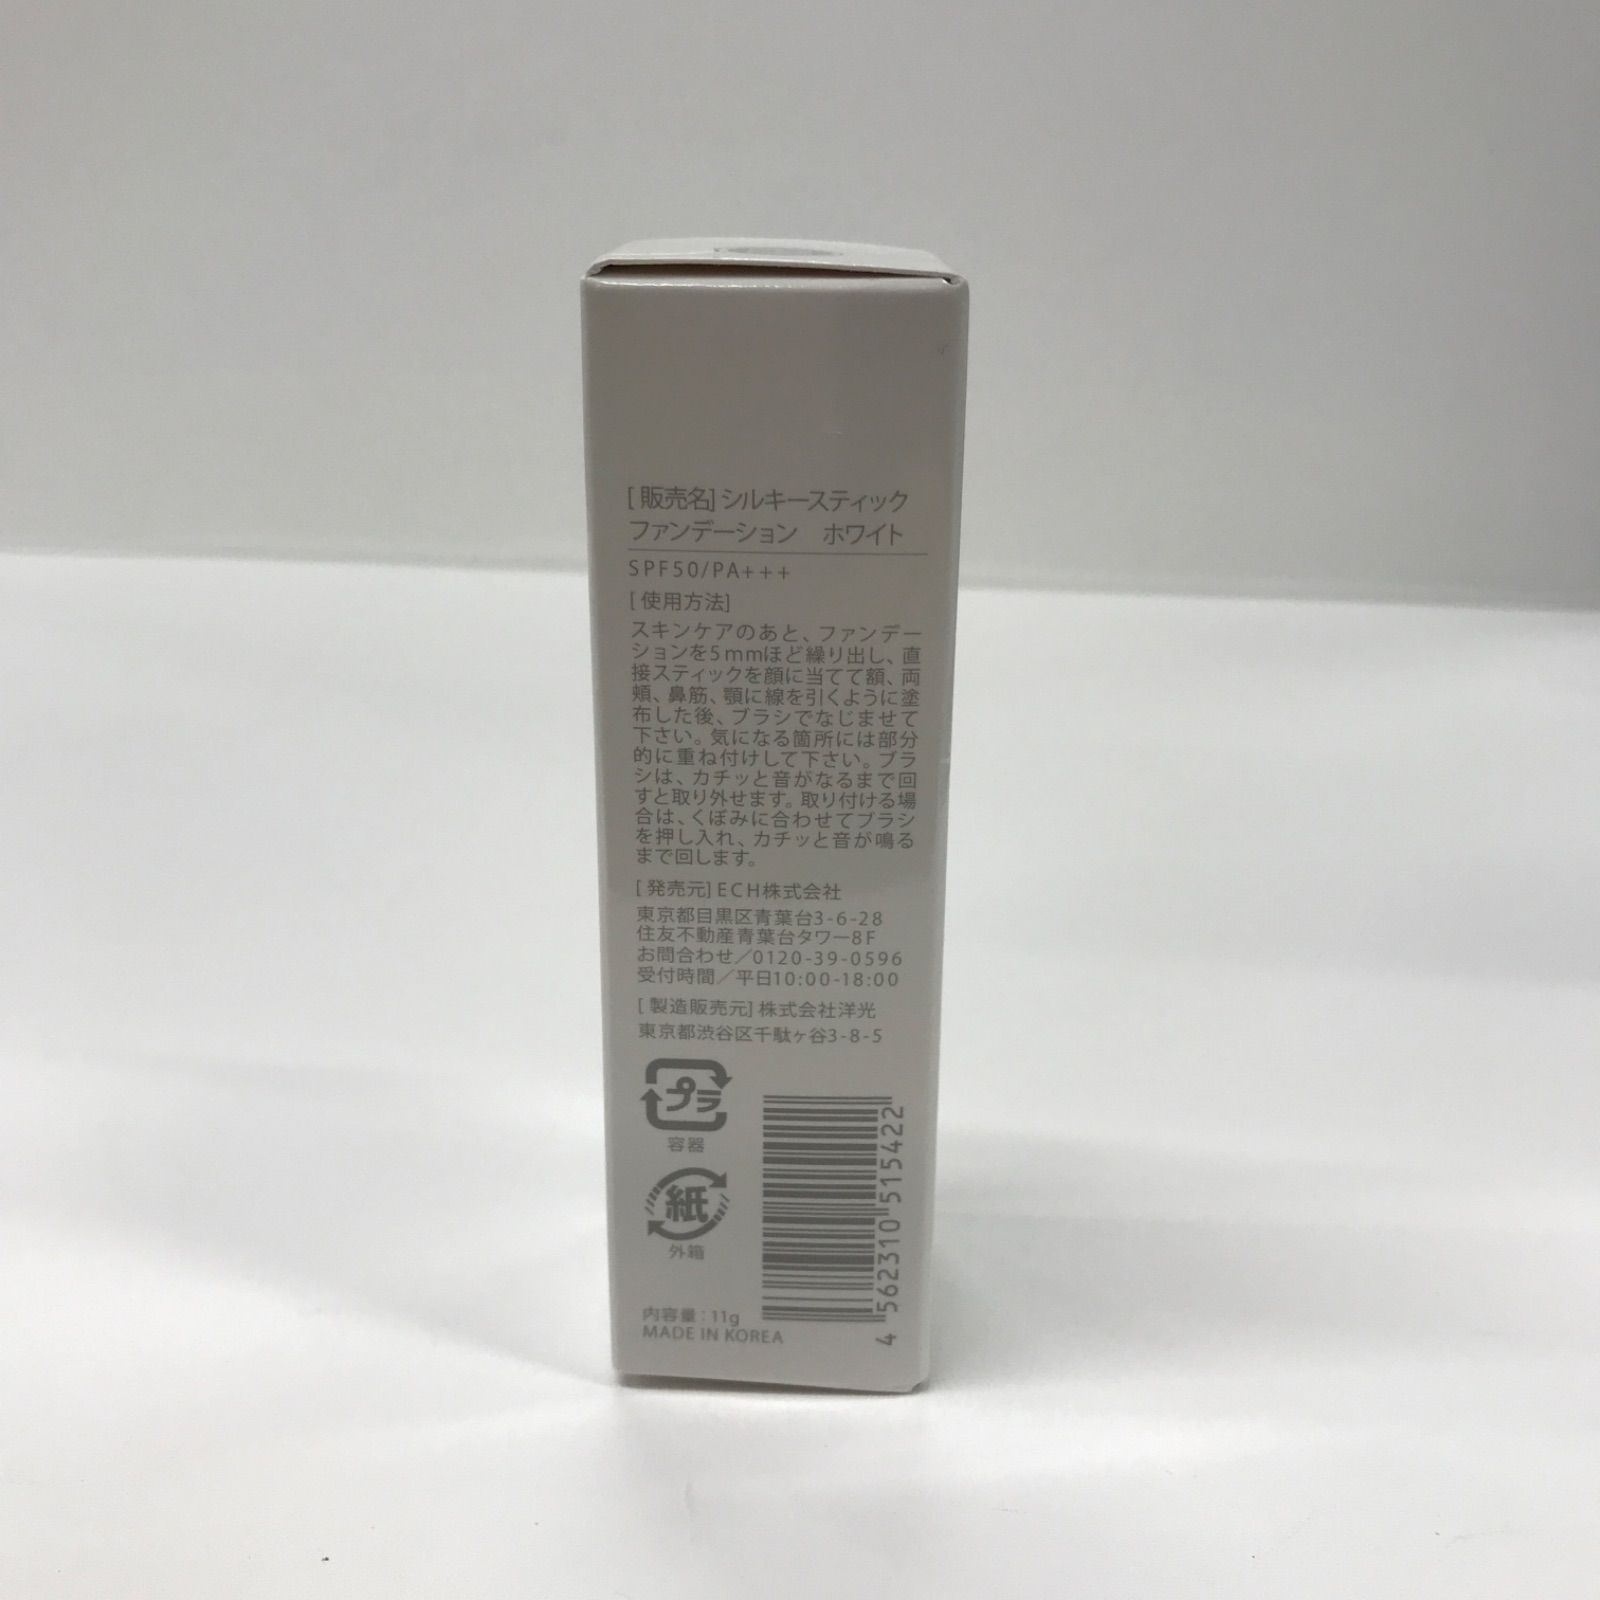 [販売名]シルキースティック
ファンデーション　ホワイト
SPF50/PA+++
[使用方法]
スキンケアのあと、ファンデー
ションを5mmほど繰り出し、直
接スティックを顔に当てて額、両
頬、鼻筋、顎に線を引くように塗
布した後、ブラシでなじませて
下さい。気になる箇所には部分
的に重ね付けして下さい。ブラ
シは、カチッと音がなるまで回
すと取り外せます。取り付ける場
合は、くぼみに合わせてブラシ
を押し入れ、カチッと音が鳴る
まで回します。
[発売元]ECH株式会社
東京都目黒区青葉台3-6-28
住友不動産青葉台タワー8F
お問合わせ／0120-39-0596
受付時間／平日10:00-18:00
[製造販売元]株式会社洋光
東京都渋谷区千駄ヶ谷3-8-5
プラ
容器
紙
外箱
内容量：11g
MADE IN KOREA
4 562310 515422